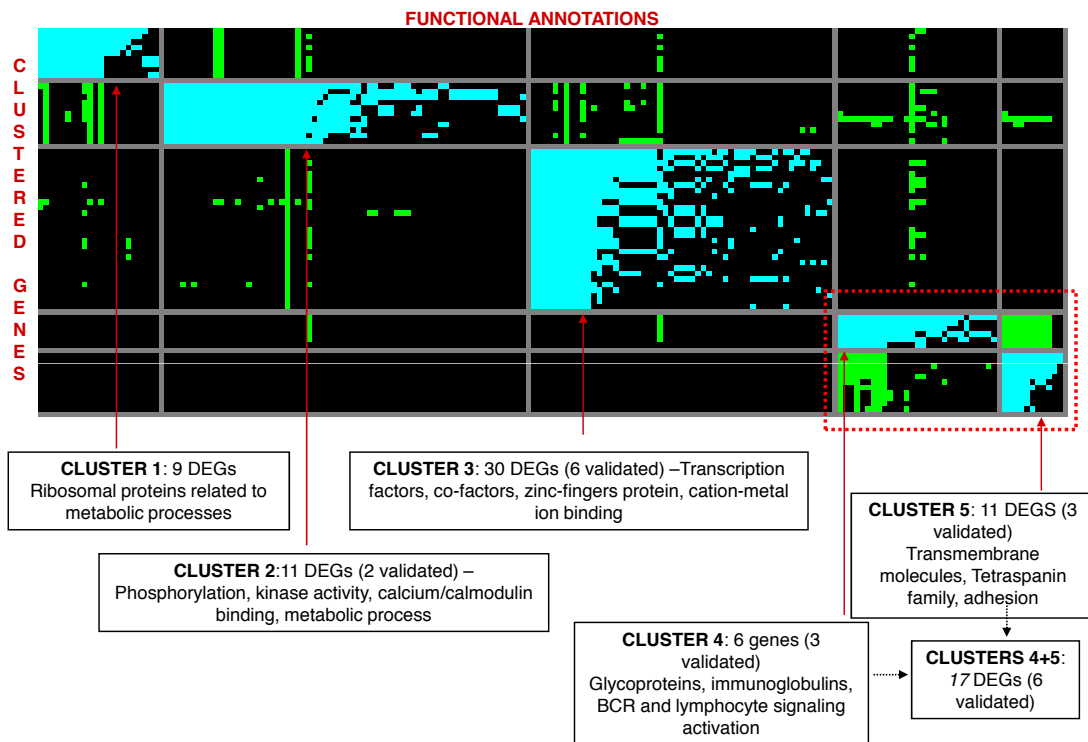 FUNCTIONAL ANNOTATIONS
CLUSTERED GENES
CLUSTER 1: 9 DEGs
Ribosomal proteins related to
metabolic processes
CLUSTER 2:11 DEGs (2 validated) –
Phosphorylation, kinase activity, calcium/calmodulin
binding, metabolic process
CLUSTER 3: 30 DEGs (6 validated) –Transcription
factors, co-factors, zinc-fingers protein, cation-metal
ion binding
CLUSTER 4: 6 genes (3
validated)
Glycoproteins, immunoglobulins,
BCR and lymphocyte signaling
activation
CLUSTER 5: 11 DEGS (3
validated)
Transmembrane
molecules, Tetraspanin
family, adhesion
CLUSTERS 4+5:
17 DEGs (6
validated)